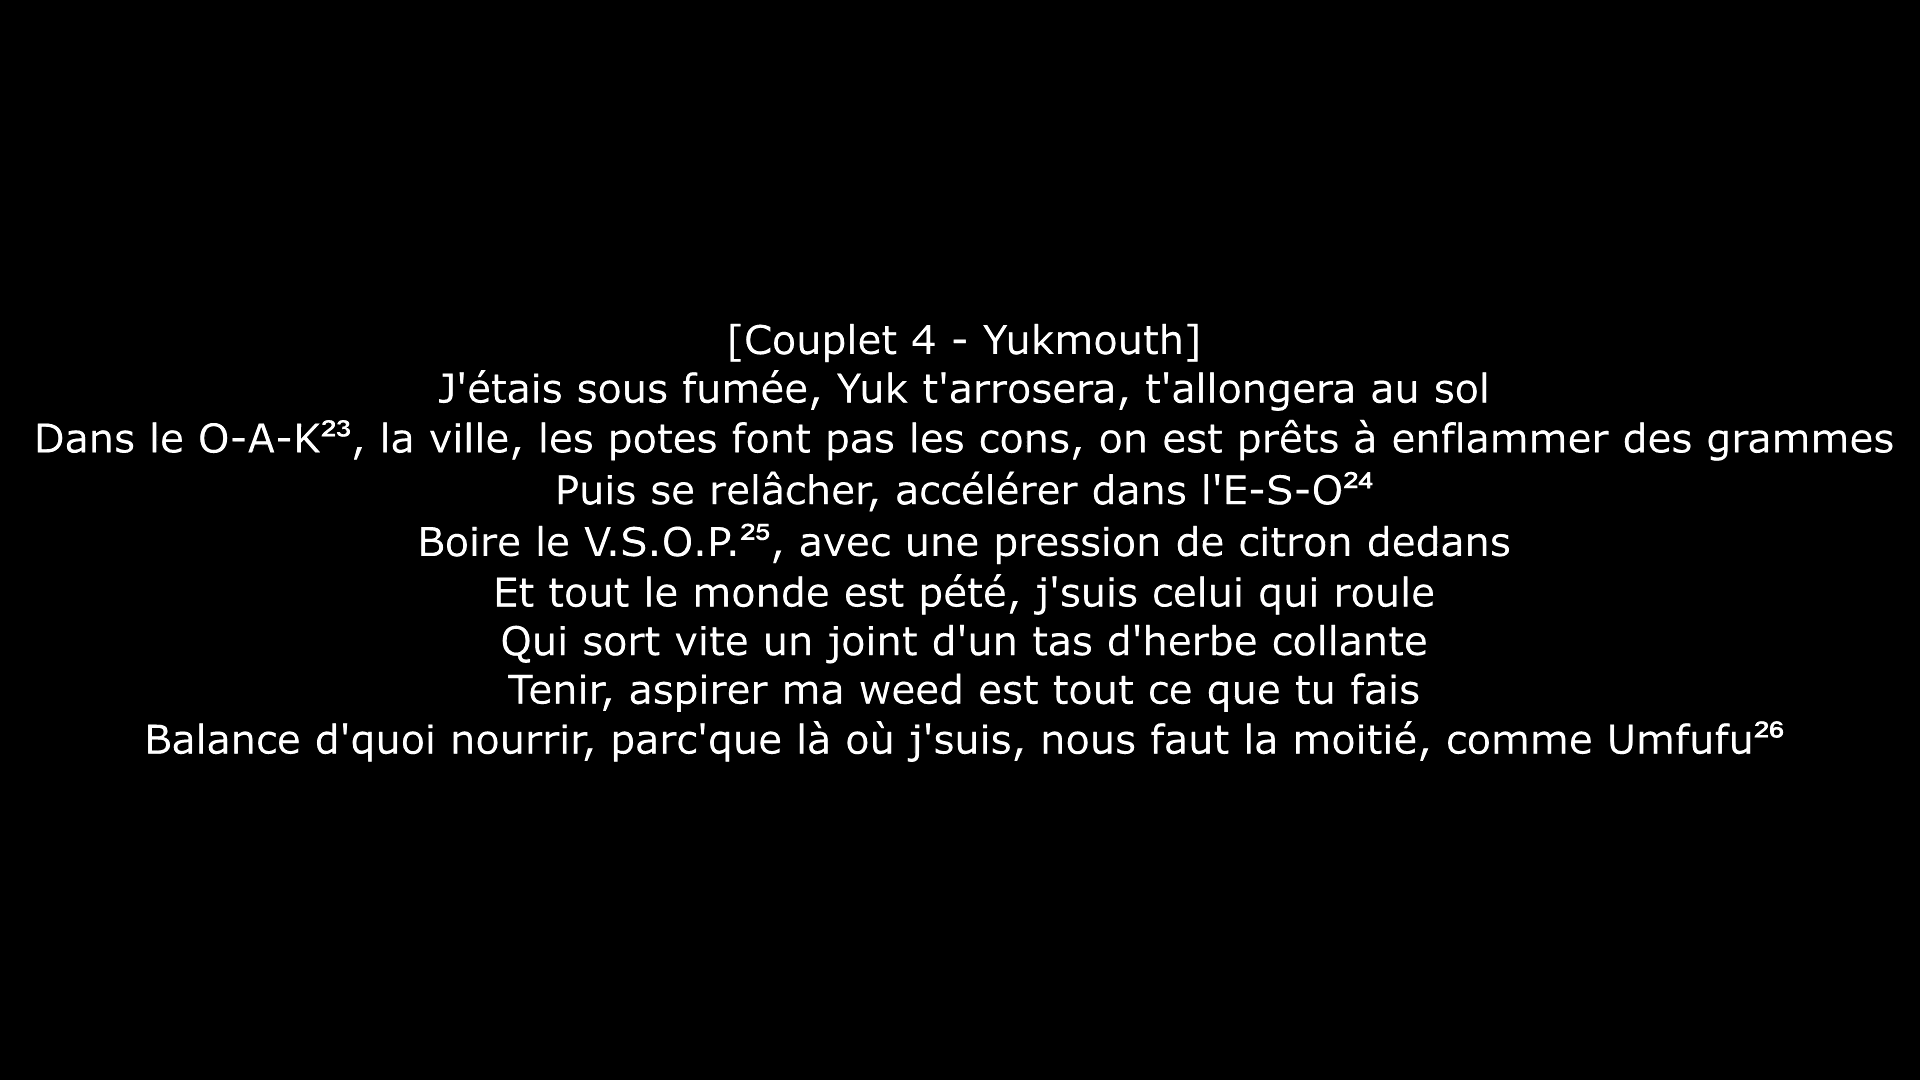 [Couplet 4 - Yukmouth]
J'étais sous fumée, Yuk t'arrosera, t'allongera au sol
Dans le O-A-K²³, la ville, les potes font pas les cons, on est prêts à enflammer des grammes
Puis se relâcher, accélérer dans l'E-S-O²⁴
Boire le V.S.O.P.²⁵, avec une pression de citron dedans
Et tout le monde est pété, j'suis celui qui roule
Qui sort vite un joint d'un tas d'herbe collante
Tenir, aspirer ma weed est tout ce que tu fais
Balance d'quoi nourrir, parc'que là où j'suis, nous faut la moitié, comme Umfufu²⁶